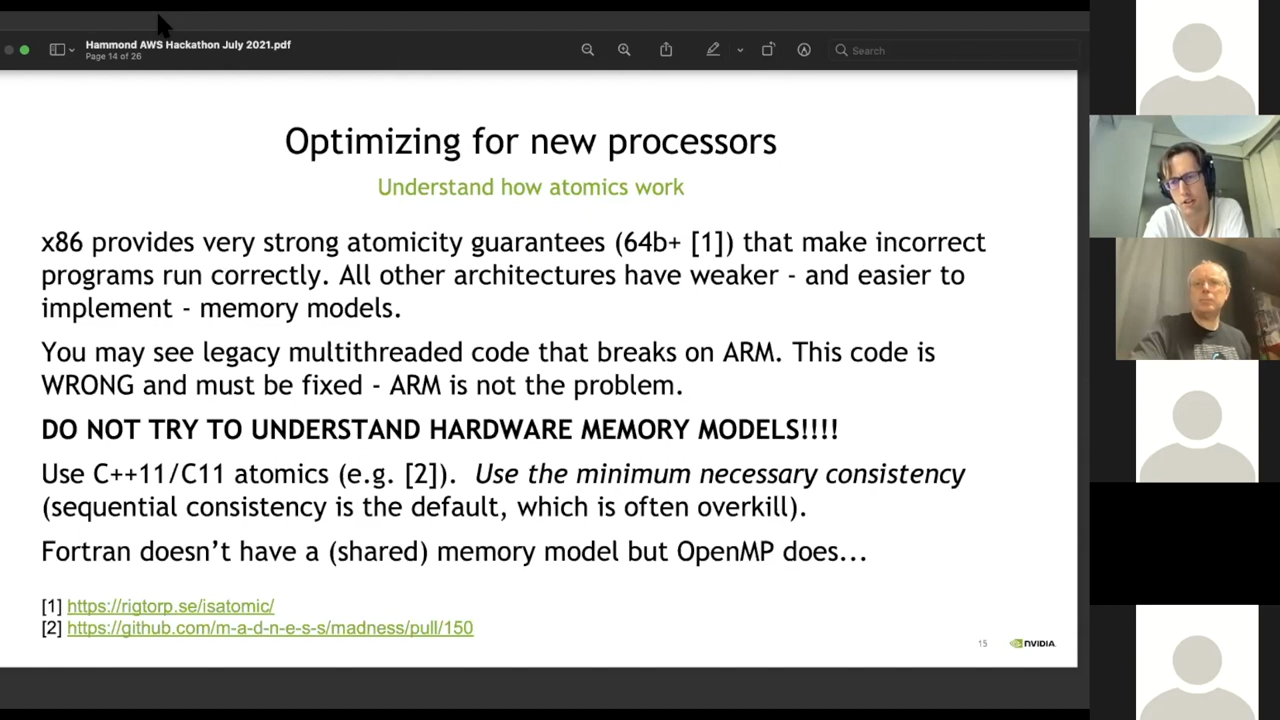 Hammond AWS Hackathon July 2021.pdf
Page 14 of 26
Search
Optimizing for new processors
Understand how atomics work
x86 provides very strong atomicity guarantees (64b+ [1]) that make incorrect
programs run correctly. All other architectures have weaker - and easier to
implement - memory models.
You may see legacy multithreaded code that breaks on ARM. This code is
WRONG and must be fixed - ARM is not the problem.
DO NOT TRY TO UNDERSTAND HARDWARE MEMORY MODELS!!!!
Use C++11/C11 atomics (e.g. [2]). Use the minimum necessary consistency
(sequential consistency is the default, which is often overkill).
Fortran doesn't have a (shared) memory model but OpenMP does...
[1] https://rigtorp.se/isatomic/
[2] https://github.com/m-a-d-n-e-s-s/madness/pull/150
15 NVIDIA